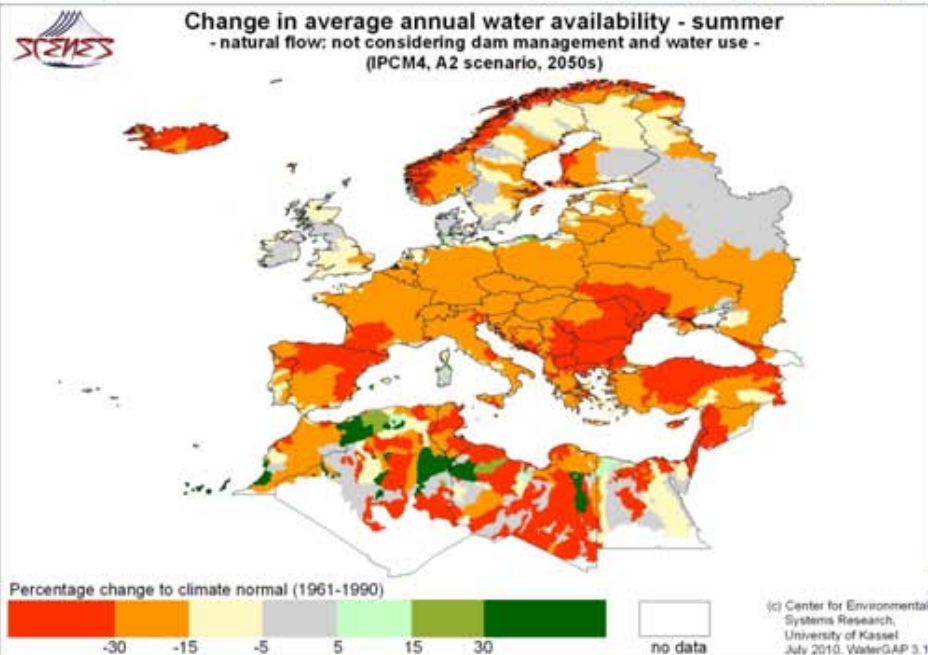 SCENES
Change in average annual water availability - summer
- natural flow: not considering dam management and water use -
(IPCM4, A2 scenario, 2050s)
Percentage change to climate normal (1961-1990)
-30 -15 -5 5 15 30
no data
(c) Center for Environmental
Systems Research,
University of Kassel
July 2010, WaterGAP 3.1